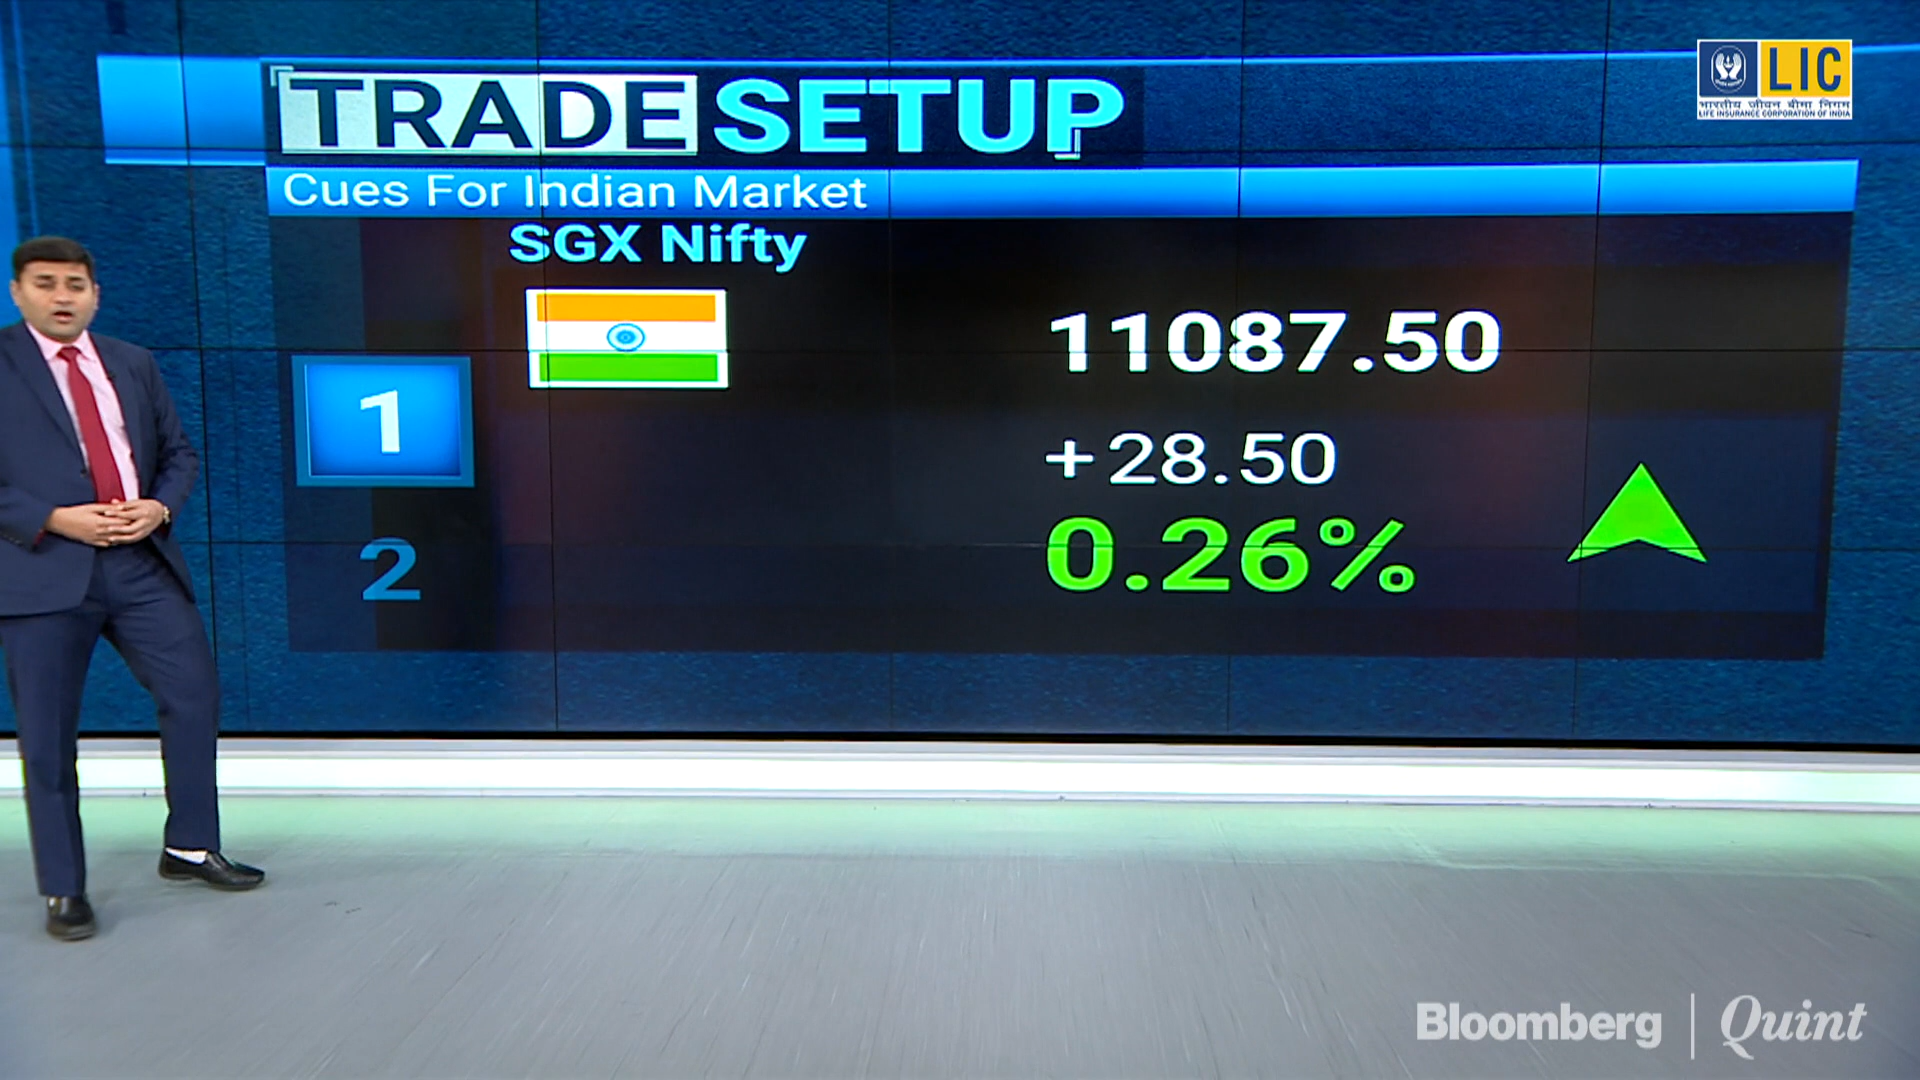 LIC
भारतीय जीवन बीमा निगम
LIFE INSURANCE CORPORATION OF INDIA
TRADE SETUP
Cues For Indian Market
SGX Nifty
11087.50
1
+28.50
0.26%
2
Bloomberg | Quint